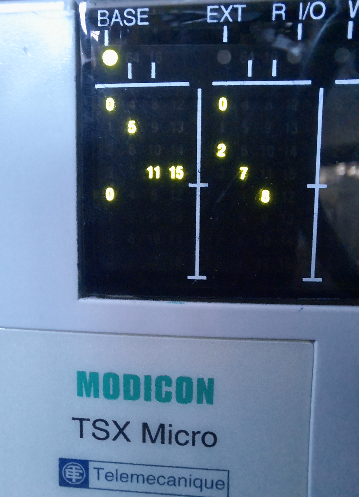 BASE EXT R I/O
0 0
5
2
11 15 7
0 8
MODICON
TSX Micro
Telemecanique